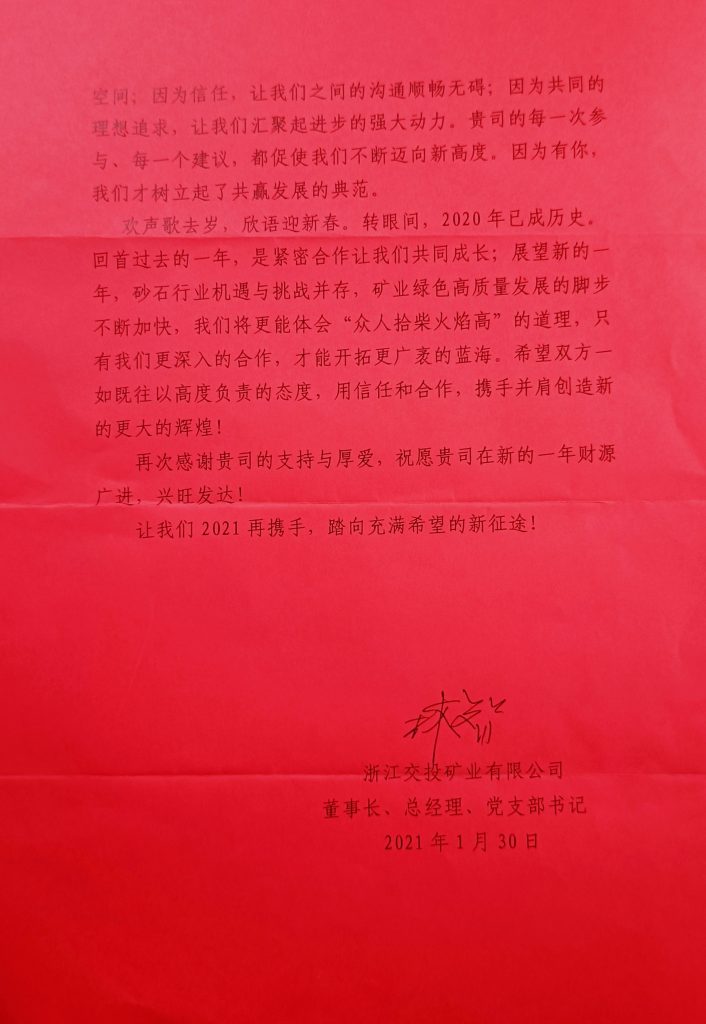 空间；因为信任，让我们之间的沟通顺畅无碍；因为共同的
理想追求，让我们汇聚起进步的强大动力。贵司的每一次参
与、每一个建议，都促使我们不断迈向新高度。因为有你，
我们才树立起了共赢发展的典范。
欢声歌去岁，欣语迎新春。转眼间，2020年已成历史。
回首过去的一年，是紧密合作让我们共同成长；展望新的一
年，砂石行业机遇与挑战并存，矿业绿色高质量发展的脚步
不断加快，我们将更能体会“众人拾柴火焰高”的道理，只
有我们更深入的合作，才能开拓更广袤的蓝海。希望双方一
如既往以高度负责的态度，用信任和合作，携手并肩创造新
的更大的辉煌！
再次感谢贵司的支持与厚爱，祝愿贵司在新的一年财源
广进，兴旺发达！
让我们2021再携手，踏向充满希望的新征途！
浙江交投矿业有限公司
董事长、总经理、党支部书记
2021年1月30日